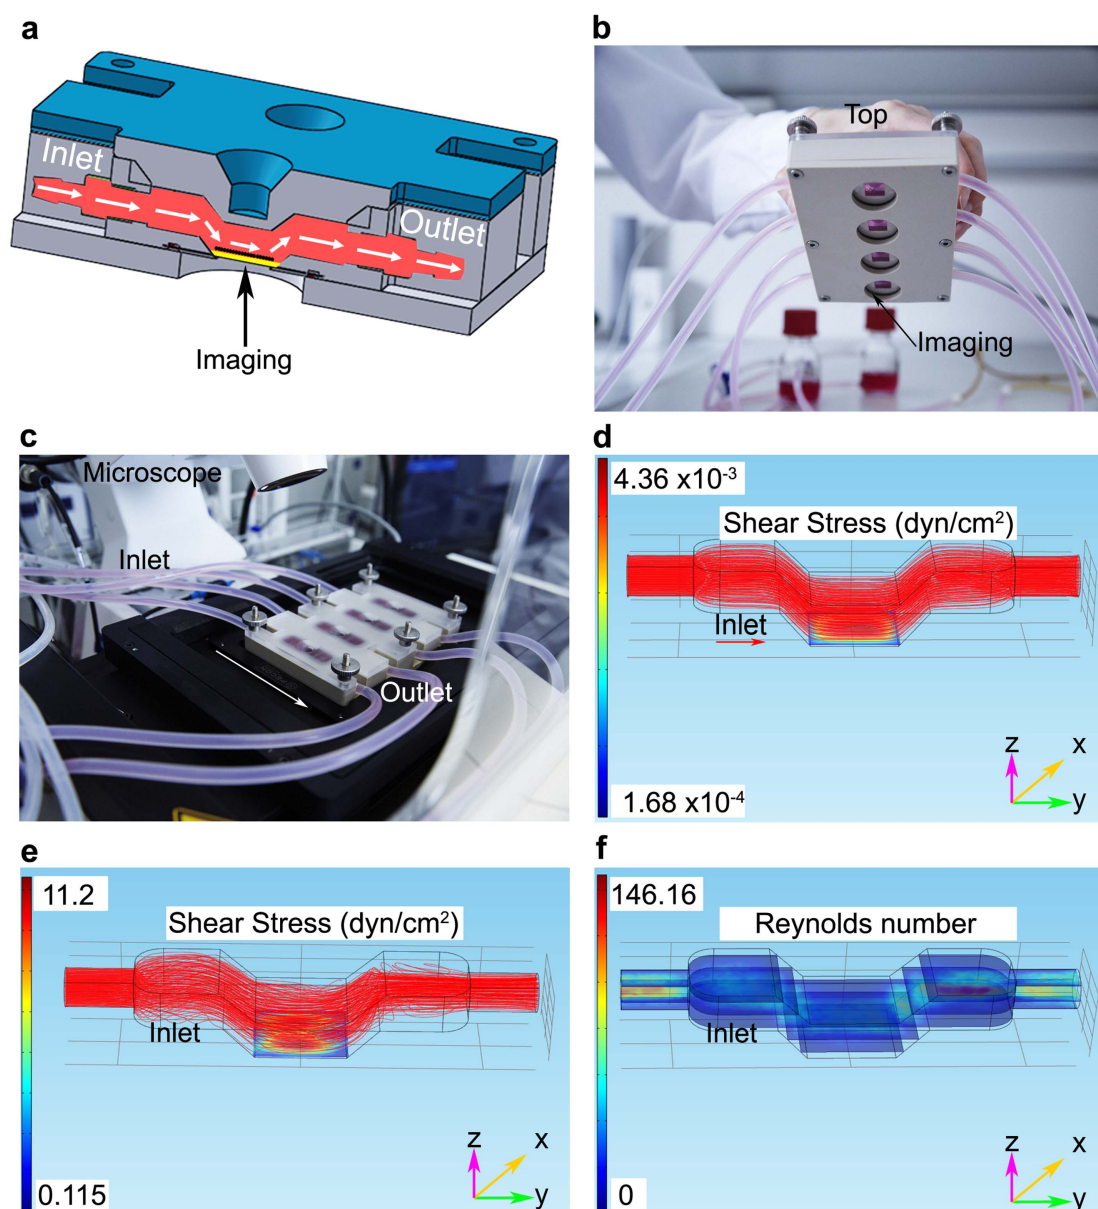 a
Inlet
Outlet
Imaging
b
Top
Imaging
c
Microscope
Inlet
Outlet
d
4.36 x10⁻³
Shear Stress (dyn/cm²)
Inlet
1.68 x10⁻⁴
z
x
y
e
11.2
Shear Stress (dyn/cm²)
Inlet
0.115
z
x
y
f
146.16
Reynolds number
Inlet
0
z
x
y